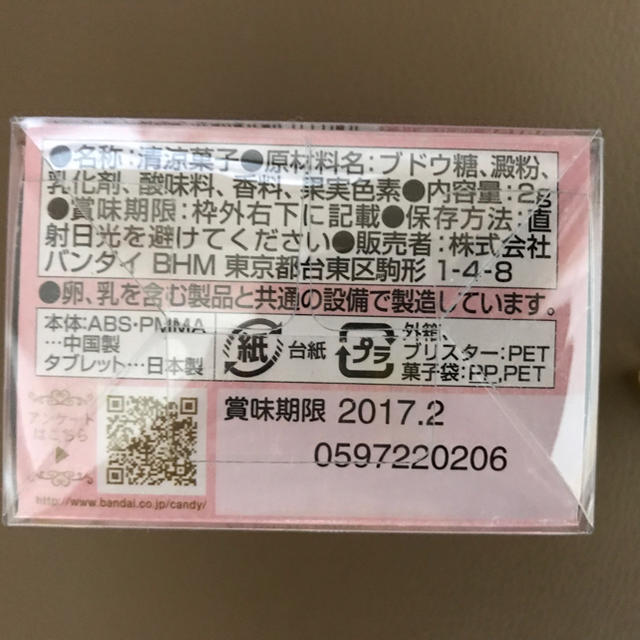 ●名称:清涼菓子●原材料名:ブドウ糖、澱粉、
乳化剤、酸味料、香料、果実色素●内容量:2g
●賞味期限:枠外右下に記載●保存方法:直
射日光を避けてください●販売者:株式会社
バンダイ BHM 東京都台東区駒形 1-4-8
●卵、乳を含む製品と共通の設備で製造しています。
本体:ABS・PMMA
…中国製
タブレット…日本製
紙 台紙
プラ
外箱、
ブリスター:PET
菓子袋:PP,PET
アンケート
はこちら
http://www.bandai.co.jp/candy/
賞味期限 2017.2
0597220206